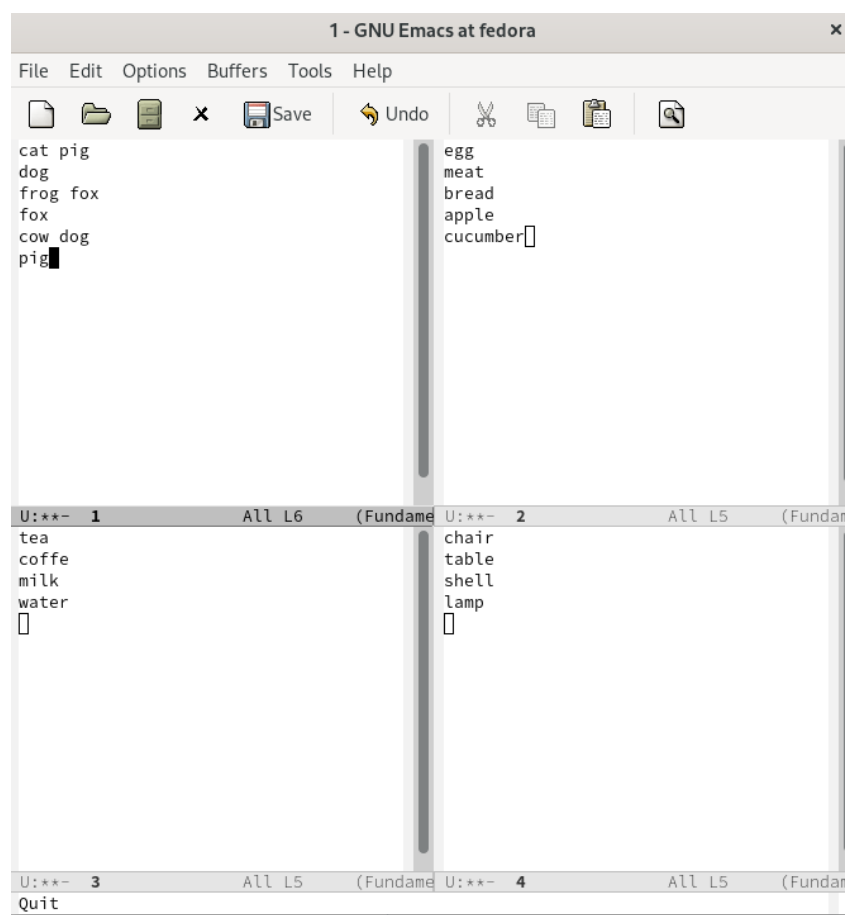 1 - GNU Emacs at fedora ×
File Edit Options Buffers Tools Help
Save Undo
cat pig
dog
frog fox
fox
cow dog
pig
U:**- 1 All L6 (Fundame
egg
meat
bread
apple
cucumber
U:**- 2 All L5 (Fundam
tea
coffe
milk
water
U:**- 3 All L5 (Fundame
chair
table
shell
lamp
U:**- 4 All L5 (Fundam
Quit